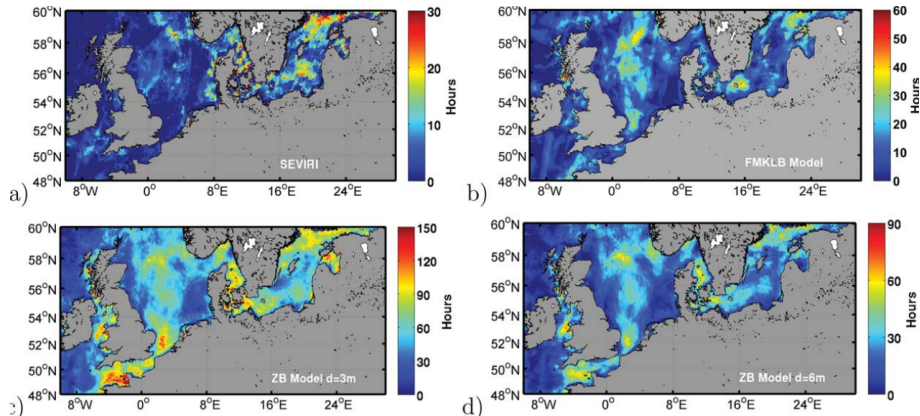 60°N
58°N
56°N
54°N
52°N
50°N
48°N
8°W
0°
8°E
16°E
24°E
SEVIRI
30
20
10
0
Hours
a)
60°N
58°N
56°N
54°N
52°N
50°N
48°N
8°W
0°
8°E
16°E
24°E
FMKLB Model
60
50
40
30
20
10
0
Hours
b)
60°N
58°N
56°N
54°N
52°N
50°N
48°N
8°W
0°
8°E
16°E
24°E
ZB Model d=3m
150
120
90
60
30
0
Hours
c)
60°N
58°N
56°N
54°N
52°N
50°N
48°N
8°W
0°
8°E
16°E
24°E
ZB Model d=6m
90
60
30
0
Hours
d)